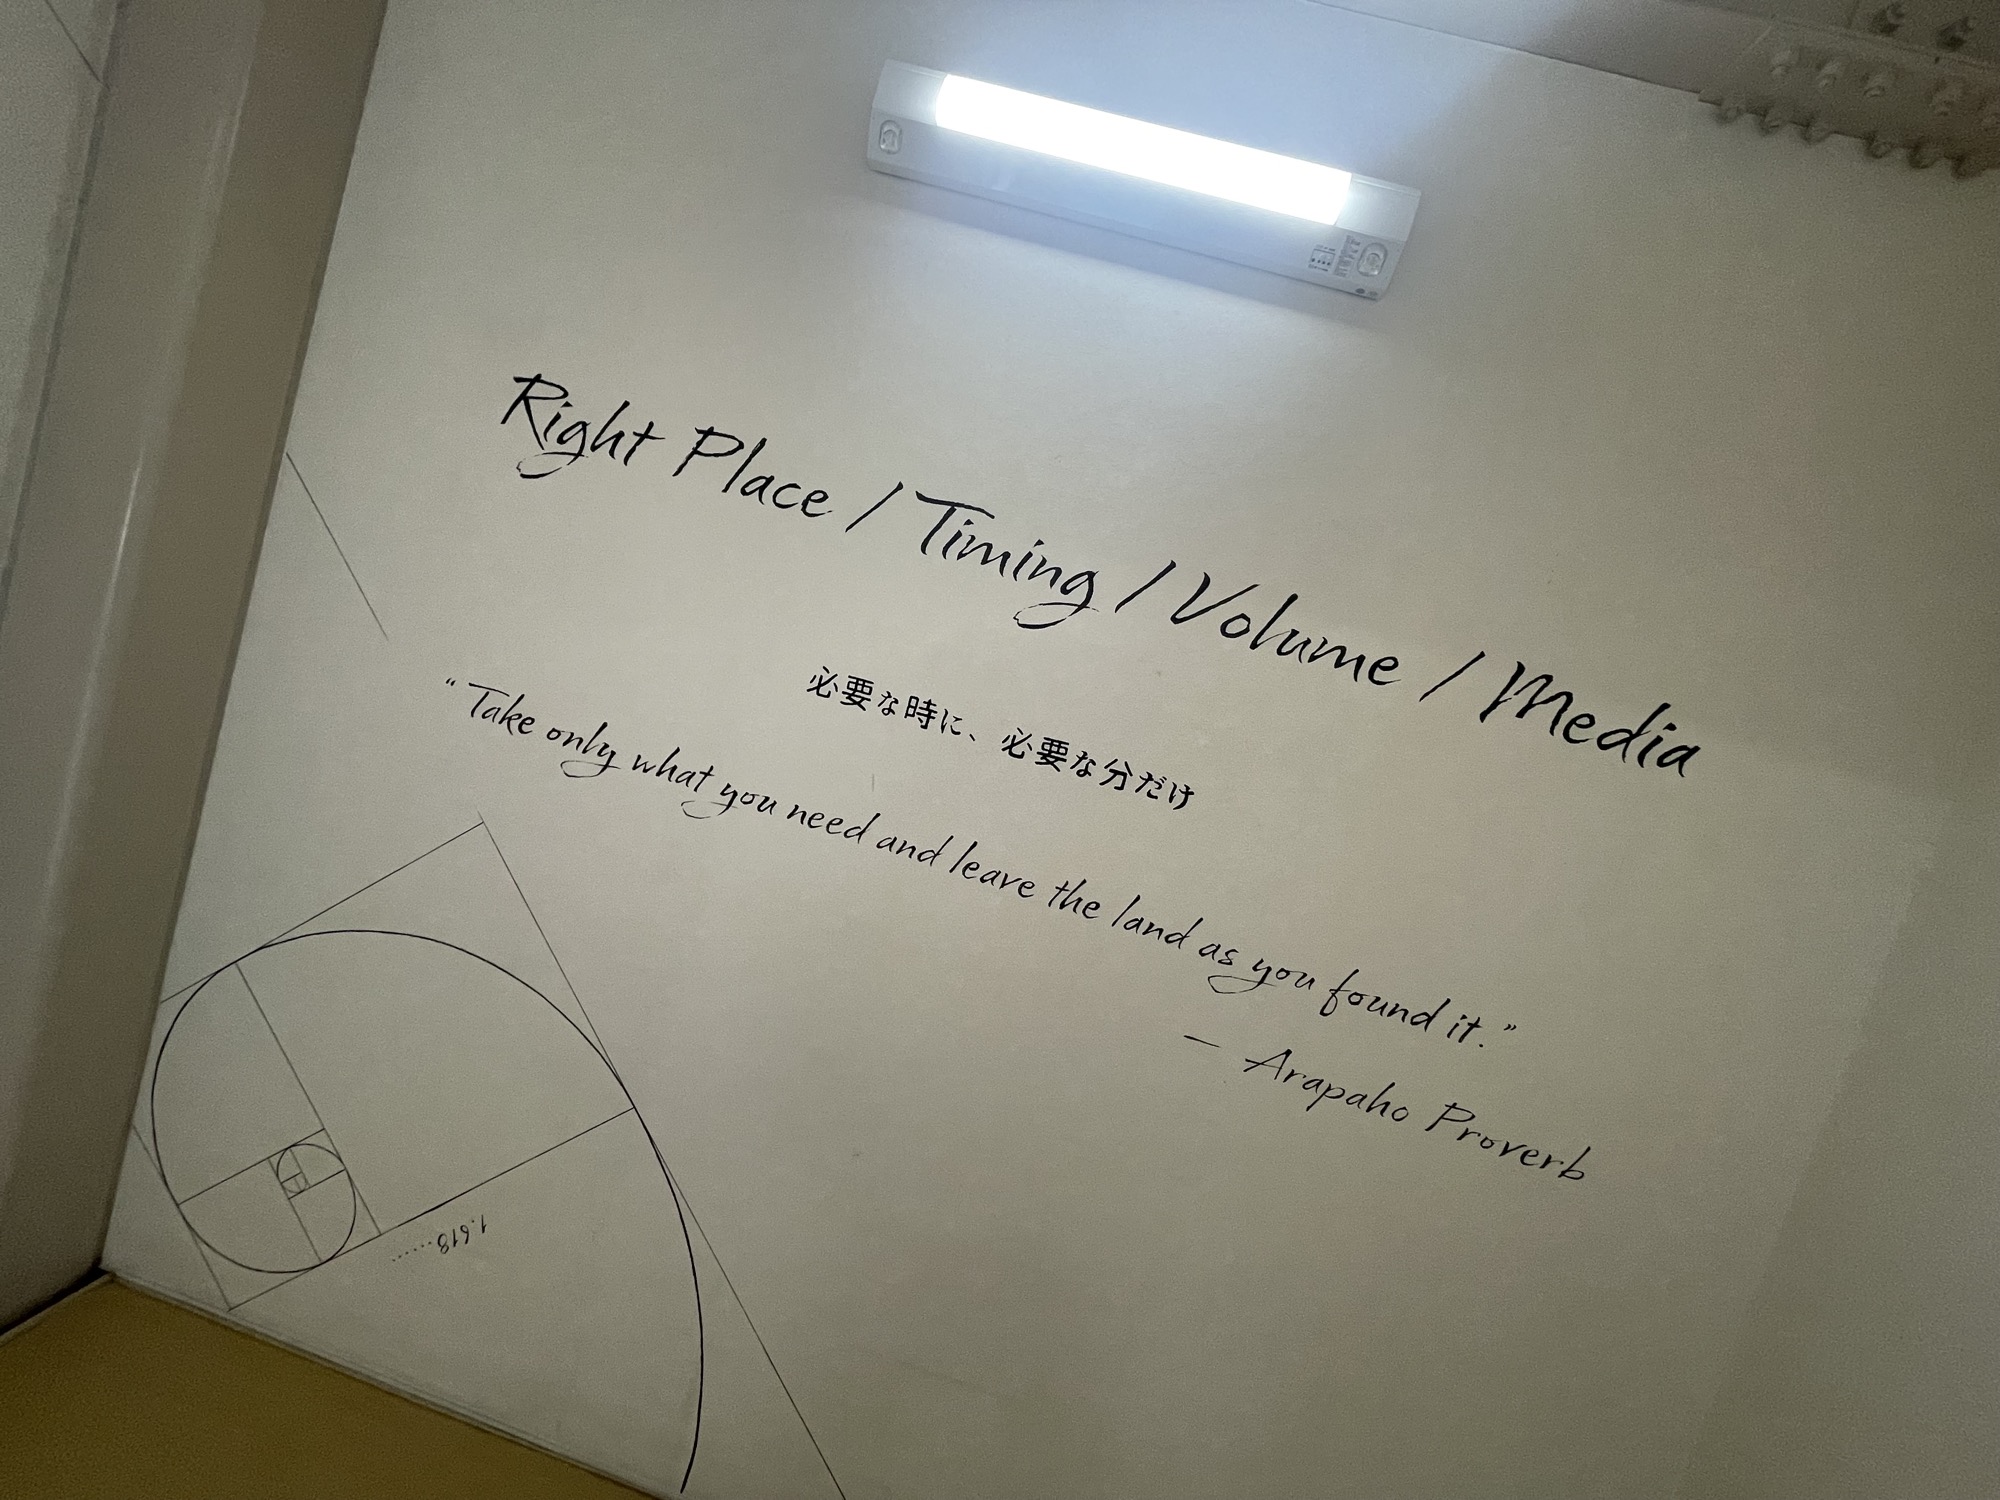 Right Place / Timing / Volume / Media
必要な時に、必要な分だけ
“Take only what you need and leave the land as you found it.”
— Arapaho Proverb
1.618......